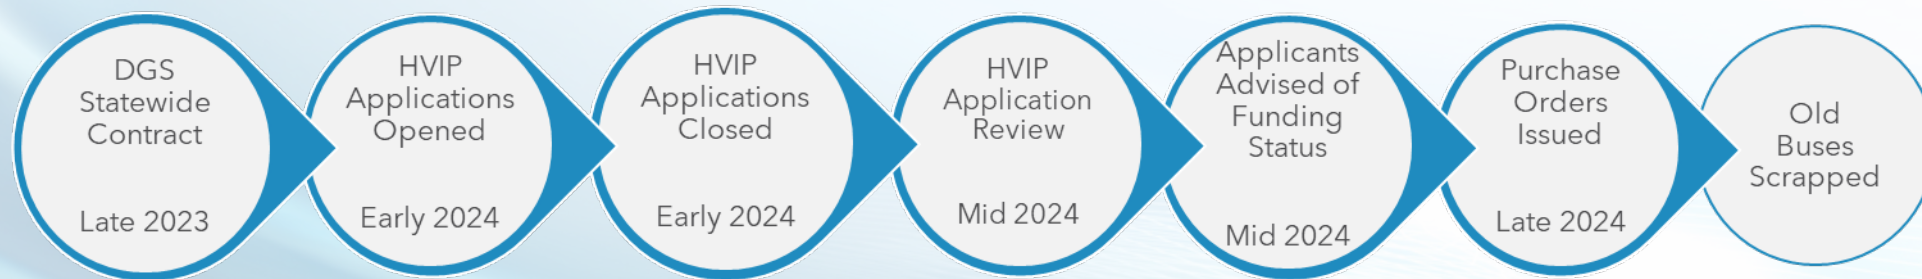 DGS
Statewide
Contract
Late 2023
HVIP
Applications
Opened
Early 2024
HVIP
Applications
Closed
Early 2024
HVIP
Application
Review
Mid 2024
Applicants
Advised of
Funding
Status
Mid 2024
Purchase
Orders
Issued
Late 2024
Old
Buses
Scrapped